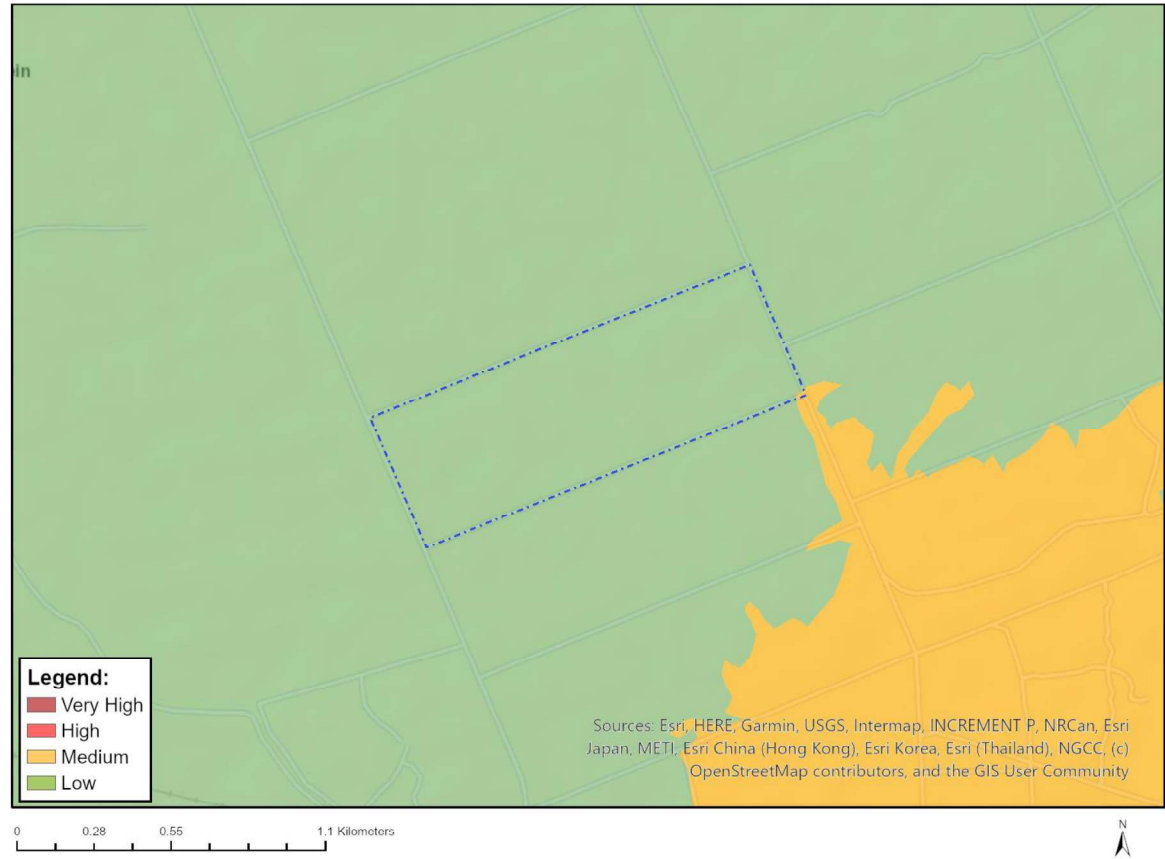 in
Legend:
Very High
High
Medium
Low
Sources: Esri, HERE, Garmin, USGS, Intermap, INCREMENT P, NRCan, Esri
Japan, METI, Esri China (Hong Kong), Esri Korea, Esri (Thailand), NGCC, (c)
OpenStreetMap contributors, and the GIS User Community
0 0.28 0.55 1.1 Kilometers
N